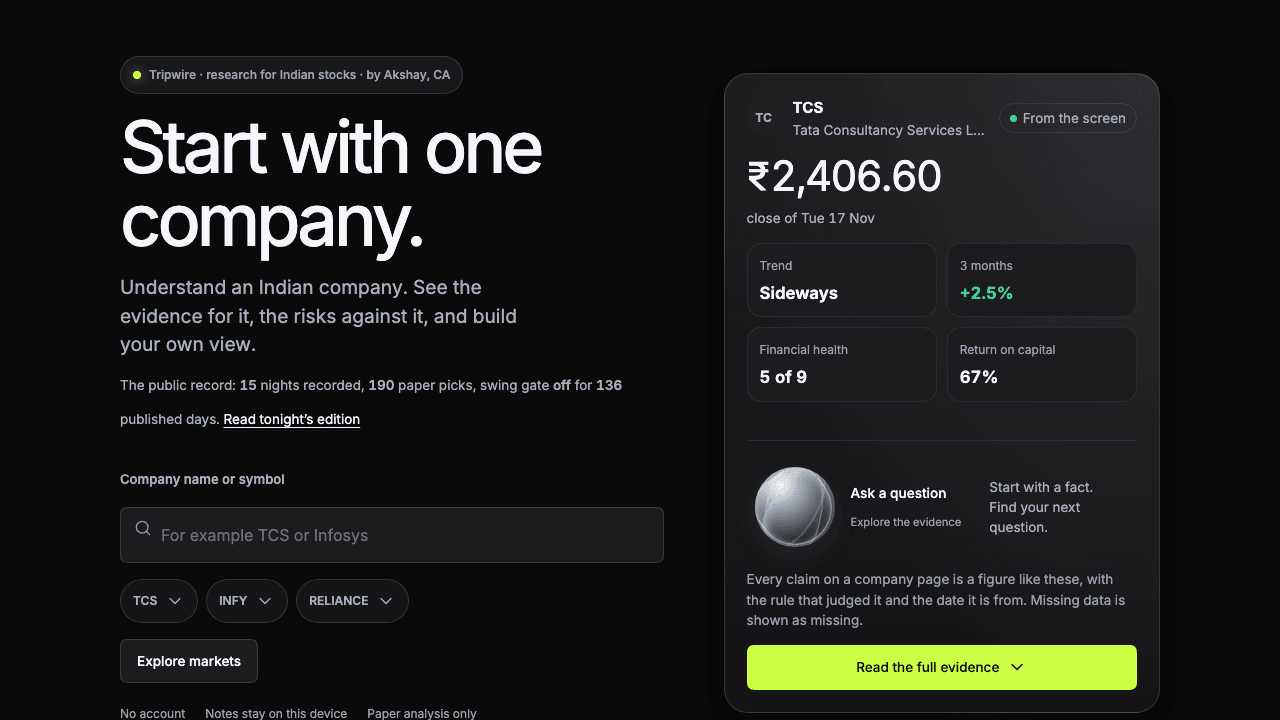 Tripwire · research for Indian stocks · by Akshay, CA
Start with one
company.
Understand an Indian company. See the
evidence for it, the risks against it, and build
your own view.
The public record: 15 nights recorded, 190 paper picks, swing gate off for 136
published days. Read tonight's edition
Company name or symbol
For example TCS or Infosys
TCS
INFY
RELIANCE
Explore markets
No account
Notes stay on this device
Paper analysis only
TC
TCS
Tata Consultancy Services L...
From the screen
₹2,406.60
close of Tue 17 Nov
Trend
Sideways
3 months
+2.5%
Financial health
5 of 9
Return on capital
67%
Ask a question
Explore the evidence
Start with a fact.
Find your next
question.
Every claim on a company page is a figure like these, with
the rule that judged it and the date it is from. Missing data is
shown as missing.
Read the full evidence